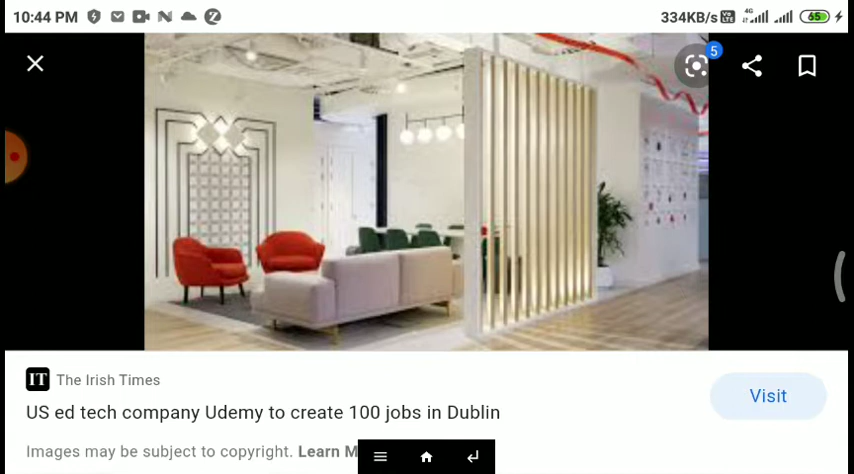 10:44 PM
334KB/s
4G
65
5
IT The Irish Times
US ed tech company Udemy to create 100 jobs in Dublin
Visit
Images may be subject to copyright. Learn M